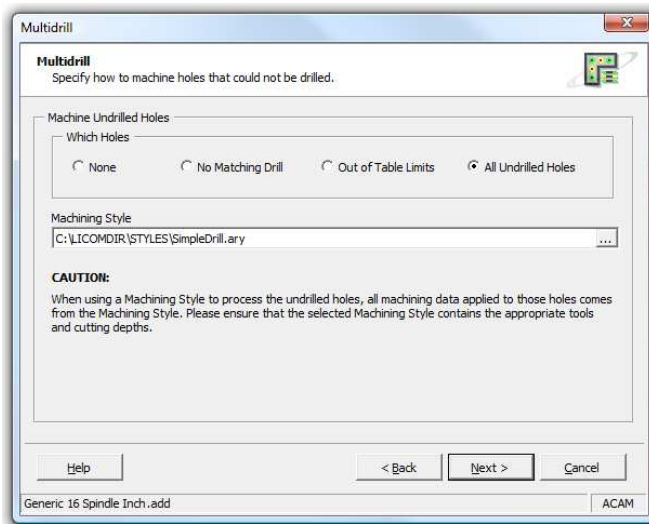 Multidrill
Multidrill
Specify how to machine holes that could not be drilled.
Machine Undrilled Holes
Which Holes
None No Matching Drill Out of Table Limits All Undrilled Holes
Machining Style
C:\LICOMDIR\STYLES\SimpleDrill.ary ...
CAUTION:
When using a Machining Style to process the undrilled holes, all machining data applied to those holes comes
from the Machining Style. Please ensure that the selected Machining Style contains the appropriate tools
and cutting depths.
Help < Back Next > Cancel
Generic 16 Spindle Inch.add ACAM